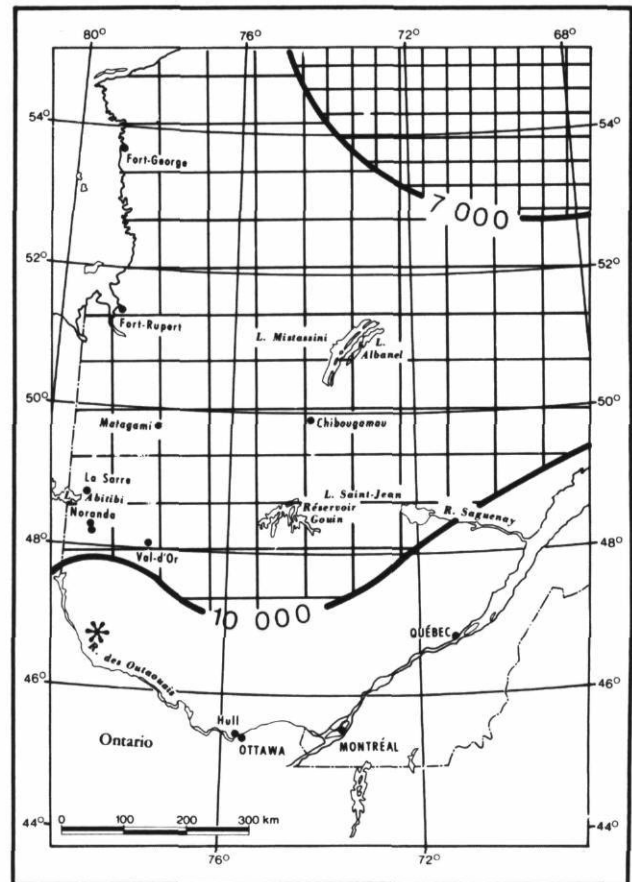 80° 76° 72° 68°
54° 54°
Fort-George
7 000
52° 52°
Fort-Rupert
L. Mistassini
L. Albanel
50° 50°
Matagami
Chibougamau
La Sarre
L. Abitibi
L. Saint-Jean
Réservoir Gouin
Noranda
R. Saguenay
48° 48°
Val-d'Or
10 000
QUÉBEC
R. des Outaouais
46° 46°
Hull
Ontario
OTTAWA
MONTRÉAL
0 100 200 300 km
44° 44°
76° 72°